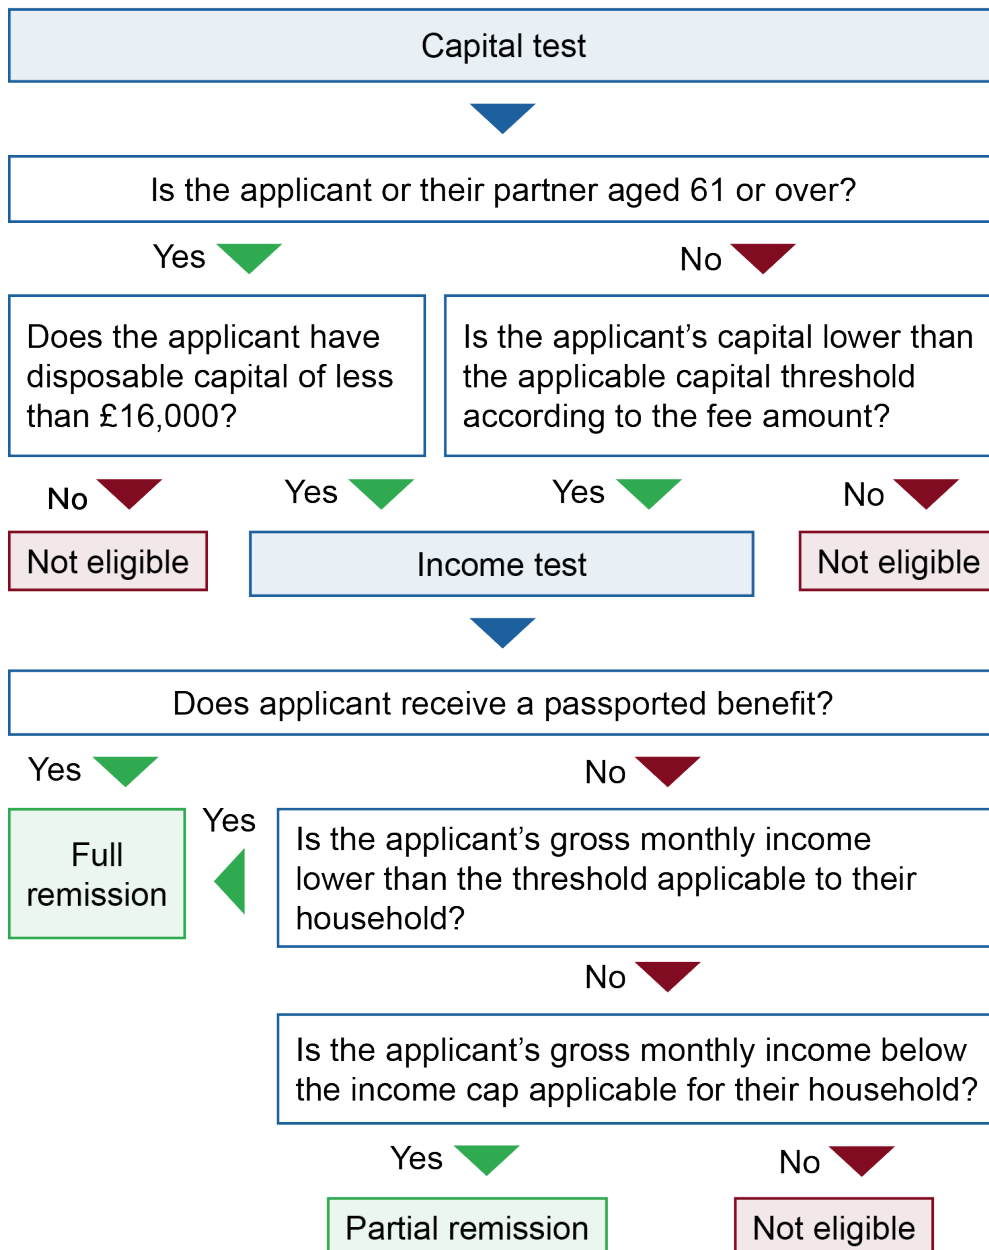 Capital test
Is the applicant or their partner aged 61 or over?
Yes
No
Does the applicant have
disposable capital of less
than £16,000?
Is the applicant’s capital lower than
the applicable capital threshold
according to the fee amount?
No
Yes
Yes
No
Not eligible
Income test
Not eligible
Does applicant receive a passported benefit?
Yes
No
Full
remission
Yes
Is the applicant’s gross monthly income
lower than the threshold applicable to their
household?
No
Is the applicant’s gross monthly income below
the income cap applicable for their household?
Yes
No
Partial remission
Not eligible